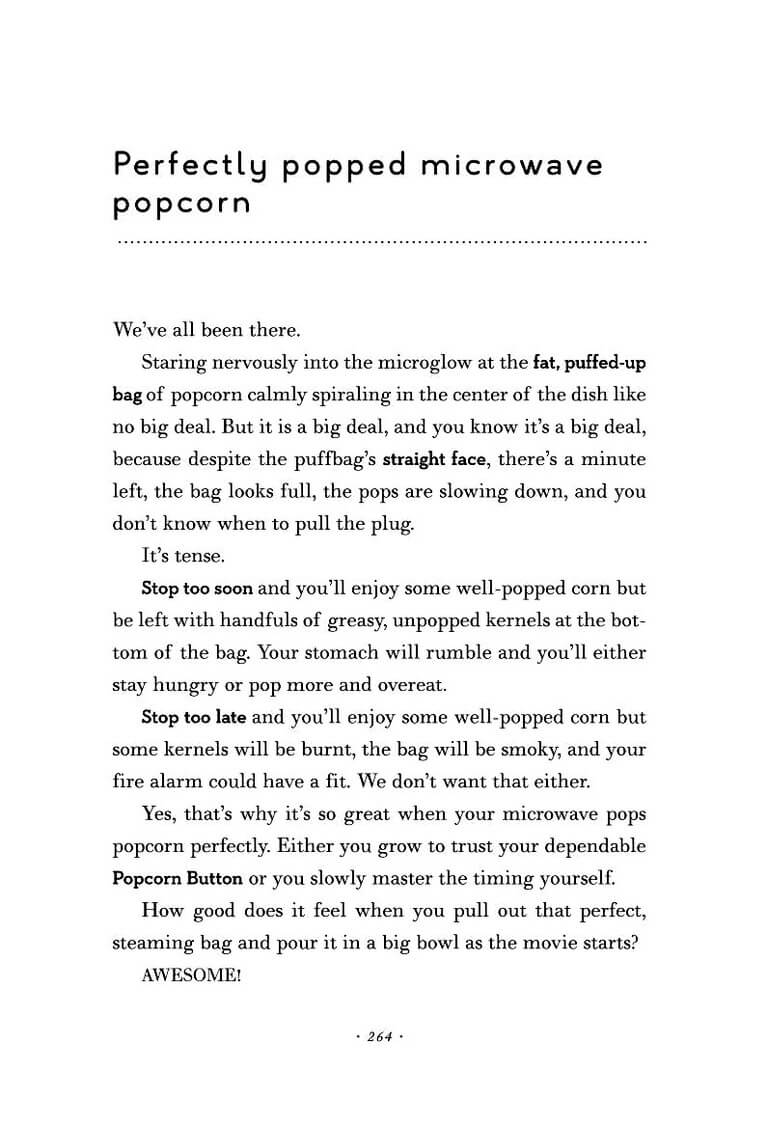 Perfectly popped microwave
popcorn
We've all been there.
Staring nervously into the microglow at the fat, puffed-up
bag of popcorn calmly spiraling in the center of the dish like
no big deal. But it is a big deal, and you know it's a big deal,
because despite the puffbag's straight face, there's a minute
left, the bag looks full, the pops are slowing down, and you
don't know when to pull the plug.
It's tense.
Stop too soon and you'll enjoy some well-popped corn but
be left with handfuls of greasy, unpopped kernels at the bot-
tom of the bag. Your stomach will rumble and you'll either
stay hungry or pop more and overeat.
Stop too late and you'll enjoy some well-popped corn but
some kernels will be burnt, the bag will be smoky, and your
fire alarm could have a fit. We don't want that either.
Yes, that's why it's so great when your microwave pops
popcorn perfectly. Either you grow to trust your dependable
Popcorn Button or you slowly master the timing yourself.
How good does it feel when you pull out that perfect,
steaming bag and pour it in a big bowl as the movie starts?
AWESOME!
· 264 ·